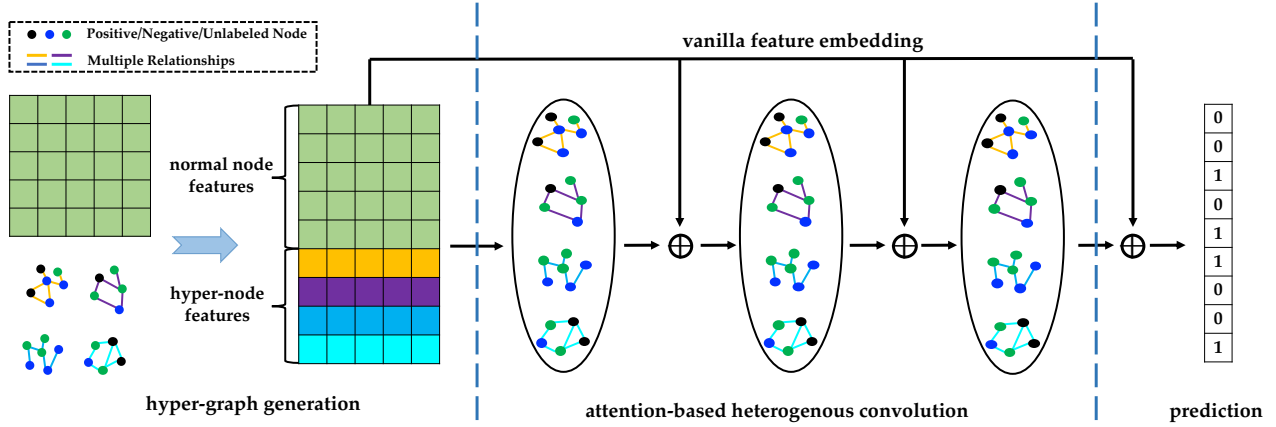 Positive/Negative/Unlabeled Node
Multiple Relationships
vanilla feature embedding
normal node
features
hyper-node
features
0
0
1
0
1
1
0
0
1
hyper-graph generation
attention-based heterogenous convolution
prediction